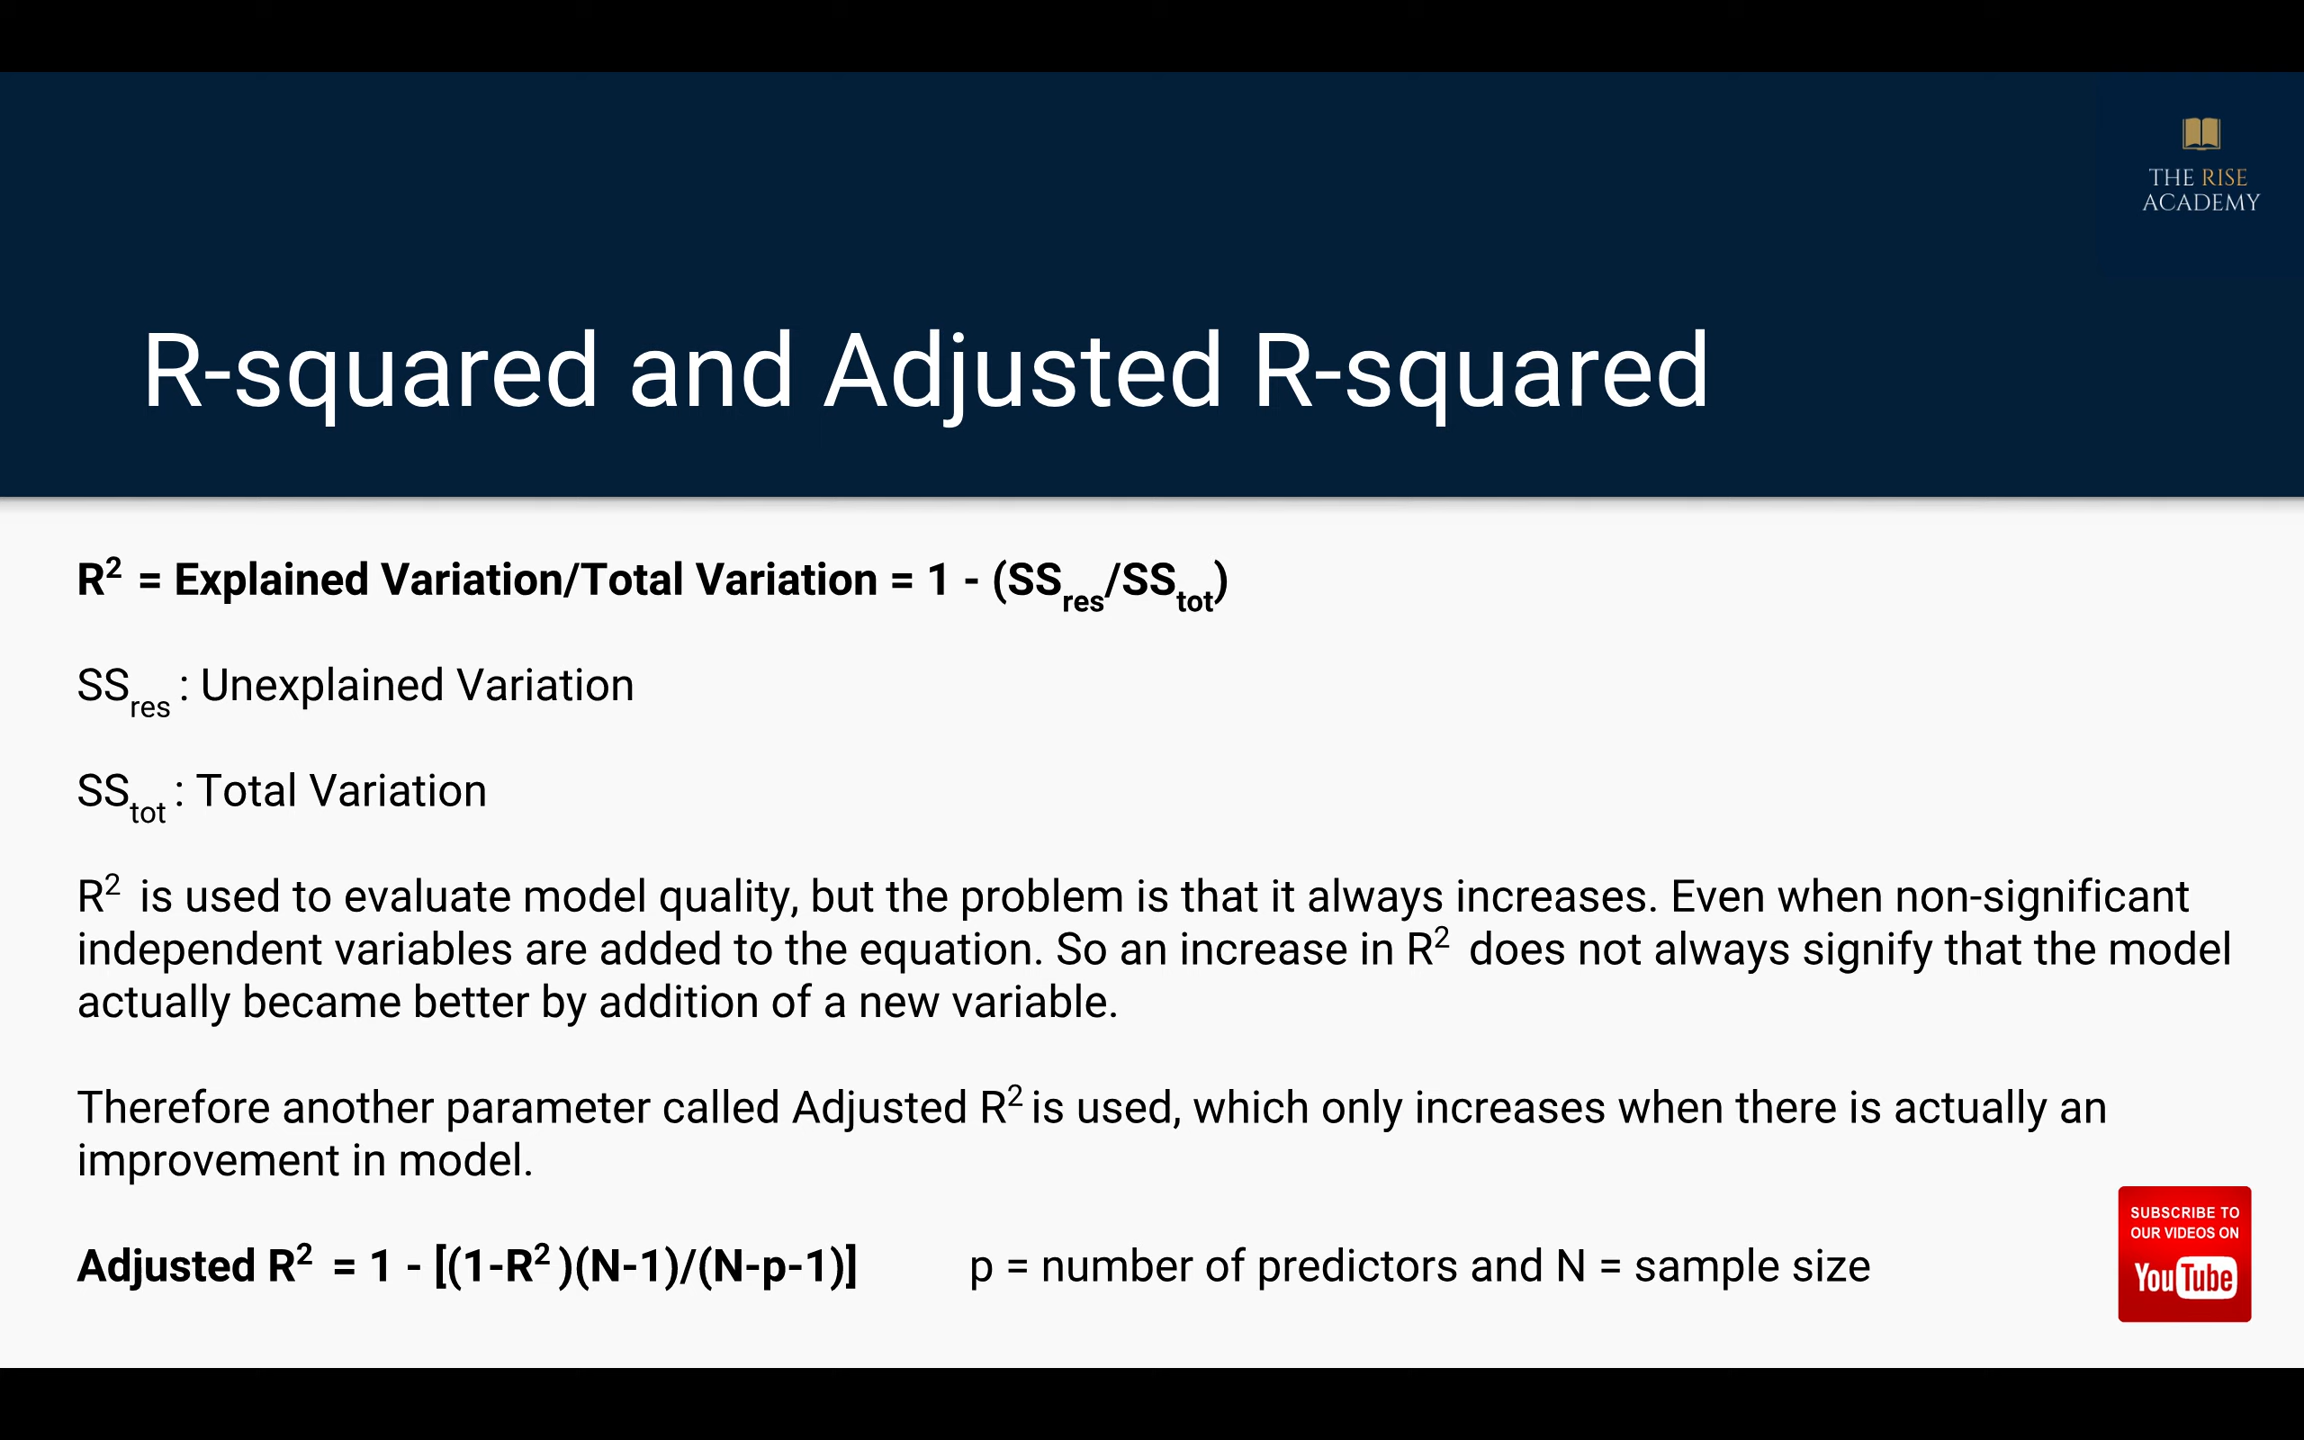 THE RISE
ACADEMY
R-squared and Adjusted R-squared
R² = Explained Variation/Total Variation = 1 - (SSres/SStot)
SSres : Unexplained Variation
SStot : Total Variation
R² is used to evaluate model quality, but the problem is that it always increases. Even when non-significant
independent variables are added to the equation. So an increase in R² does not always signify that the model
actually became better by addition of a new variable.
Therefore another parameter called Adjusted R² is used, which only increases when there is actually an
improvement in model.
Adjusted R² = 1 - [(1-R²)(N-1)/(N-p-1)] p = number of predictors and N = sample size
SUBSCRIBE TO
OUR VIDEOS ON
YouTube